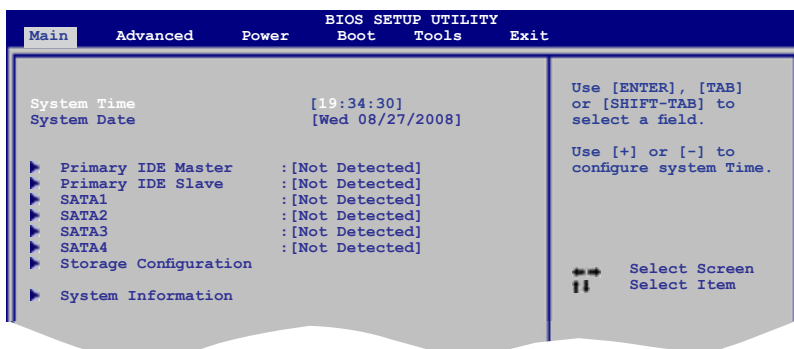 BIOS SETUP UTILITY
Main Advanced Power Boot Tools Exit
System Time [19:34:30]
System Date [Wed 08/27/2008]
Primary IDE Master :[Not Detected]
Primary IDE Slave :[Not Detected]
SATA1 :[Not Detected]
SATA2 :[Not Detected]
SATA3 :[Not Detected]
SATA4 :[Not Detected]
Storage Configuration
System Information
Use [ENTER], [TAB]
or [SHIFT-TAB] to
select a field.
Use [+] or [-] to
configure system Time.
Select Screen
Select Item